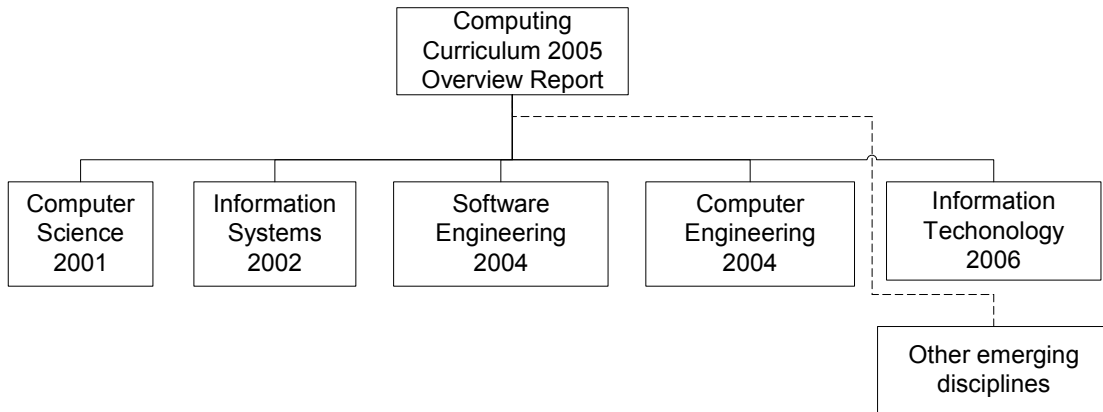 Computing
Curriculum 2005
Overview Report
Computer
Science
2001
Information
Systems
2002
Software
Engineering
2004
Computer
Engineering
2004
Information
Techonology
2006
Other emerging
disciplines